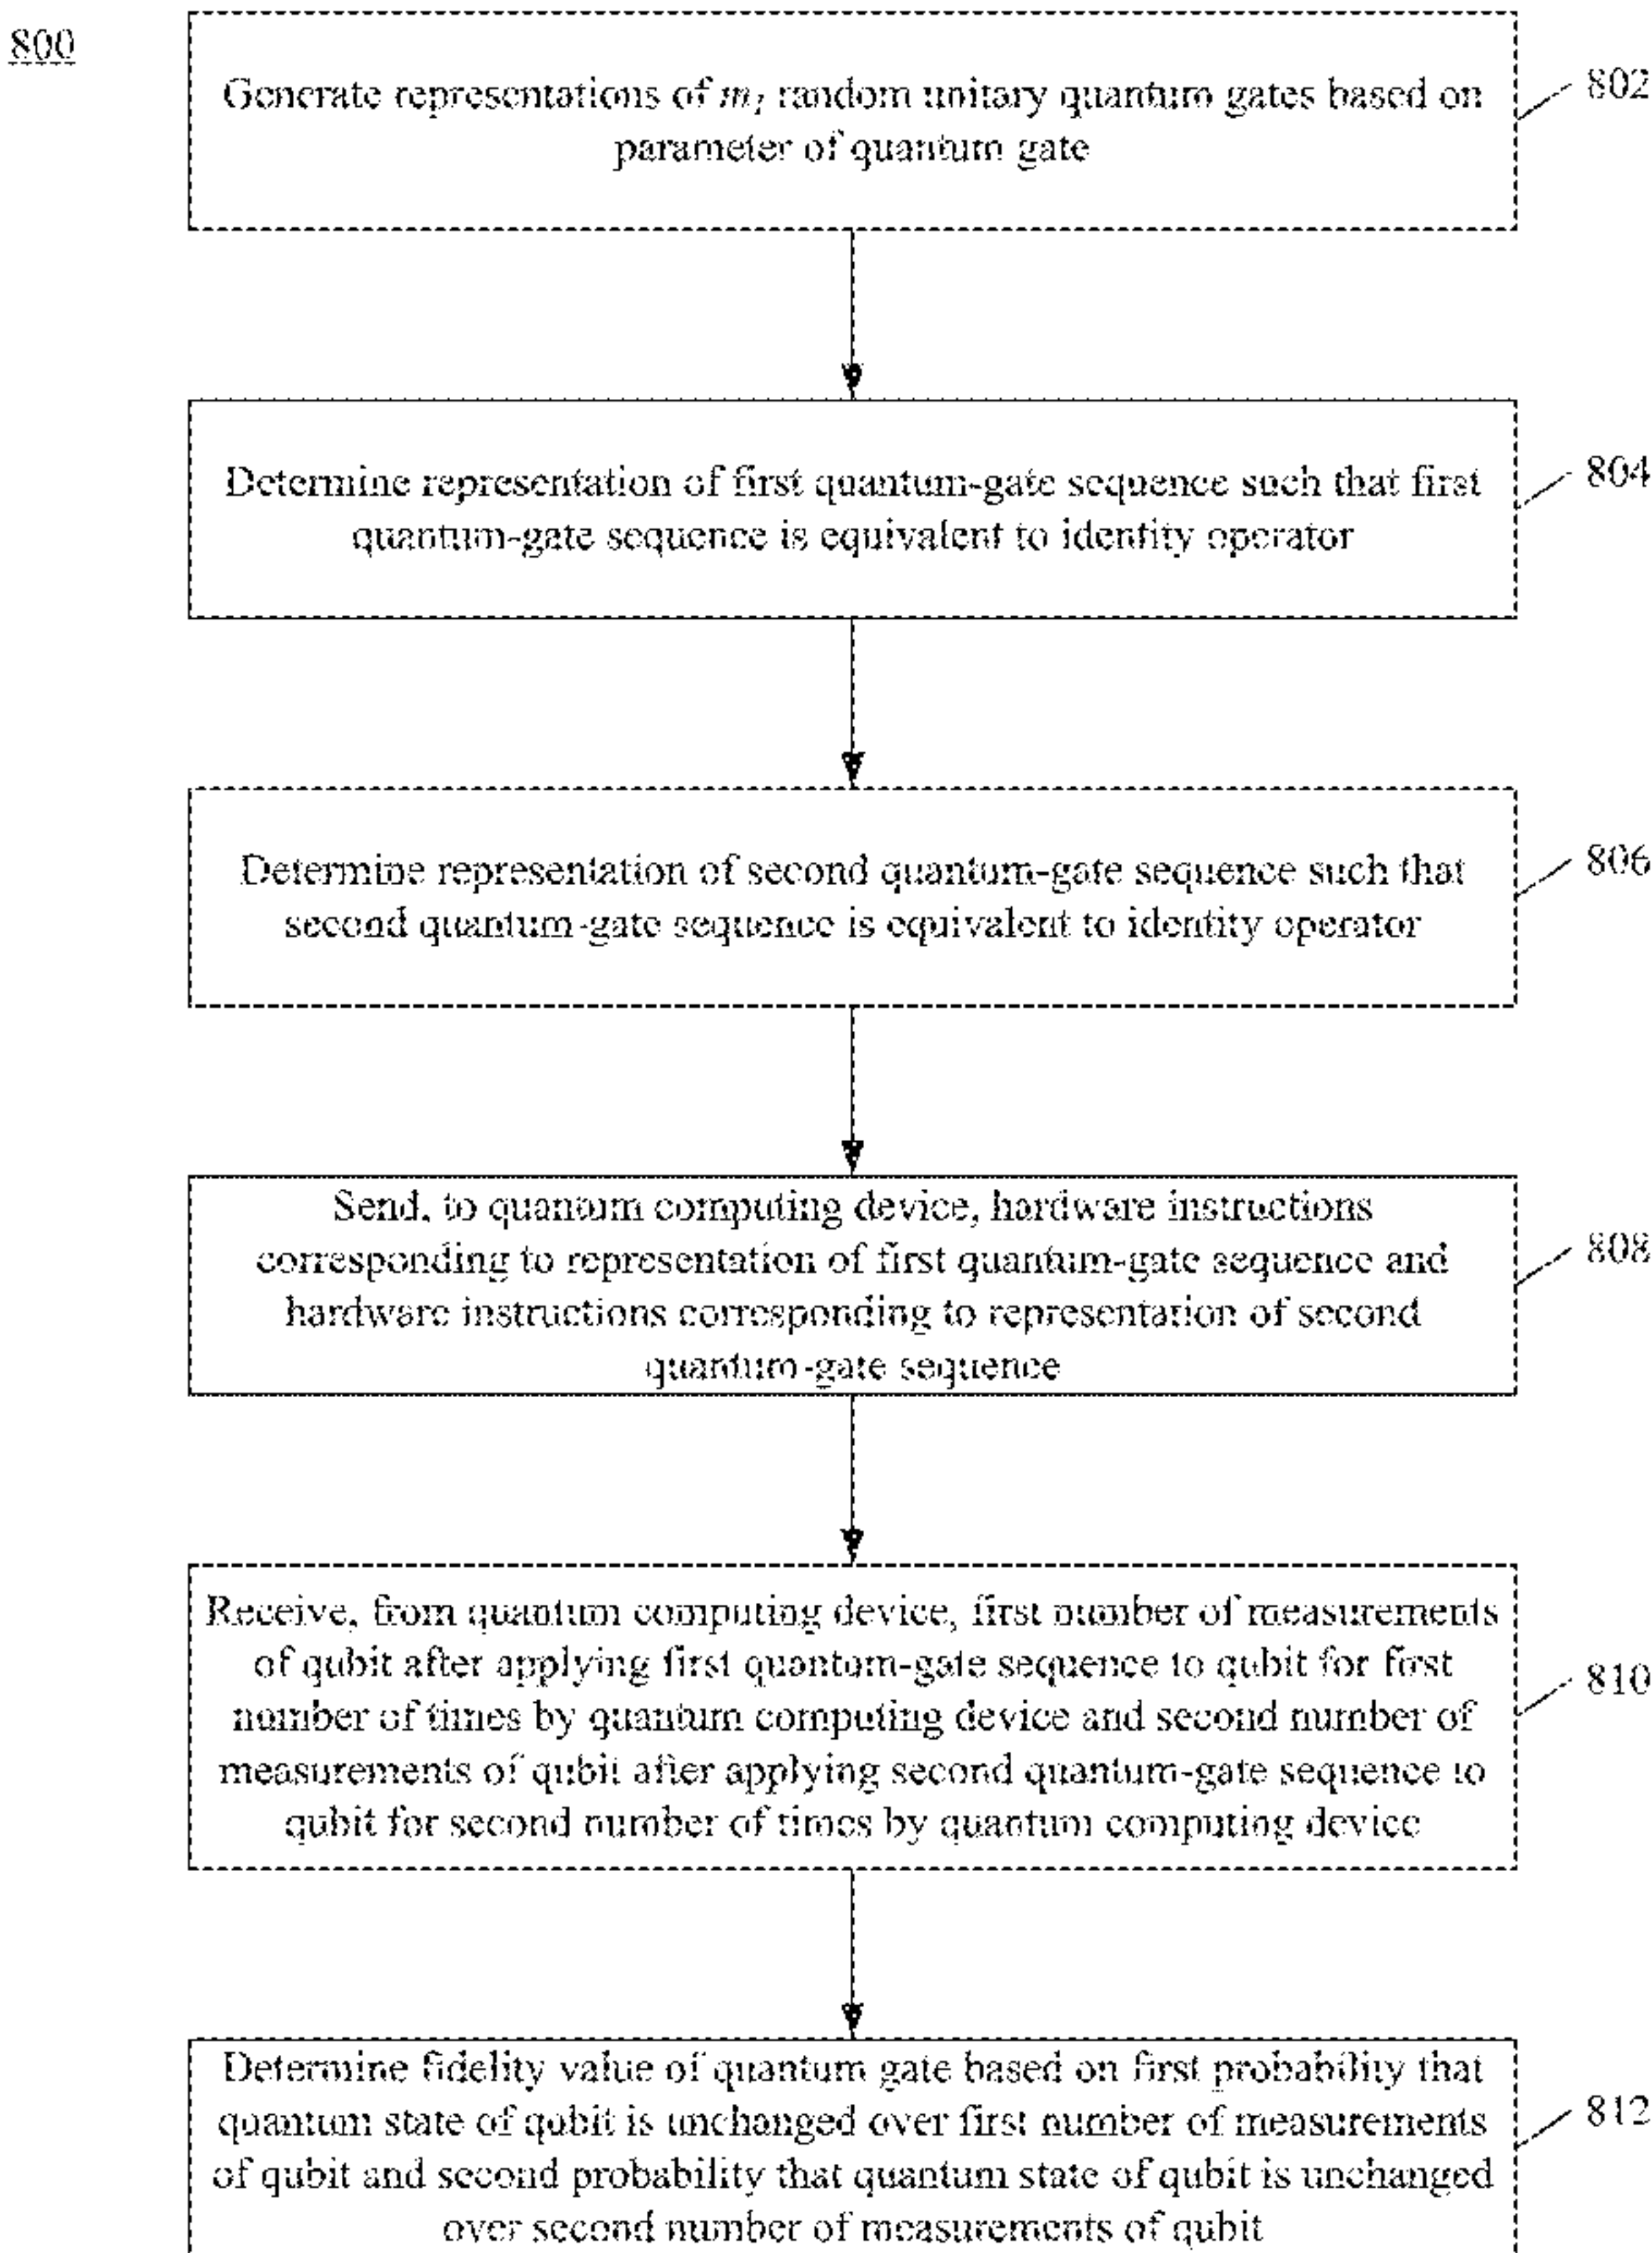 800
Generate representations of m1 random unitary quantum gates based on
parameter of quantum gate
802
Determine representation of first quantum-gate sequence such that first
quantum-gate sequence is equivalent to identity operator
804
Determine representation of second quantum-gate sequence such that
second quantum-gate sequence is equivalent to identity operator
806
Send, to quantum computing device, hardware instructions
corresponding to representation of first quantum-gate sequence and
hardware instructions corresponding to representation of second
quantum-gate sequence
808
Receive, from quantum computing device, first number of measurements
of qubit after applying first quantum-gate sequence to qubit for first
number of times by quantum computing device and second number of
measurements of qubit after applying second quantum-gate sequence to
qubit for second number of times by quantum computing device
810
Determine fidelity value of quantum gate based on first probability that
quantum state of qubit is unchanged over first number of measurements
of qubit and second probability that quantum state of qubit is unchanged
over second number of measurements of qubit
812